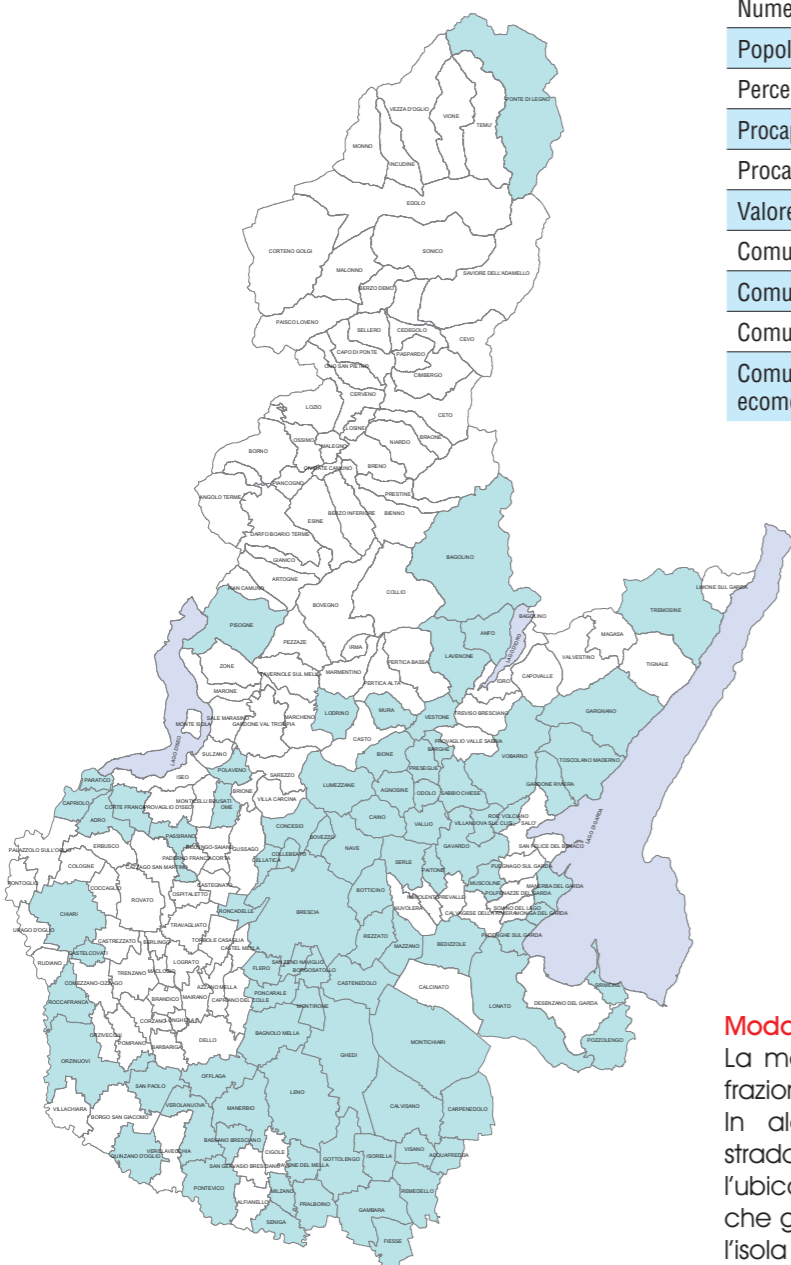 Nume
Popol
Perce
Procap
Proca
Valore
Comu
Comu
Comu
Comu
ecome
PONTE DI LEGNO
VEZZA D'OGLIO
VIONE
TEMU'
MONNO
INCUDINE
EDOLO
CORTENO GOLGI
SONICO
MALONNO
SAVIORE DELL'ADAMELLO
BERZO DEMO
PAISCO LOVENO
SELLERO
CEDEGOLO
CEVO
CAPO DI PONTE
PASPARDO
ONO SAN PIETRO
CIMBERGO
CERVENO
LOZIO
CETO
LOSINE
OSSIMO
MALEGNO
NIARDO
BRAONE
BORNO
CIVIDATE CAMUNO
BRENO
PIANCOGNO
PRESTINE
ANGOLO TERME
BERZO INFERIORE
BIENNO
ESINE
DARFO BOARIO TERME
BAGOLINO
GIANICO
ARTOGNE
PIAN CAMUNO
COLLIO
LIMONE SUL GARDA
BOVEGNO
TREMOSINE
PISOGNE
BAGOLINO
ANFO
MAGASA
PEZZAZE
IRMA
LAVENONE
LAGO D'IDRO
VALVESTINO
TIGNALE
ZONE
PERTICA BASSA
TAVERNOLE SUL MELLA
MARMENTINO
IDRO
CAPOVALLE
MARONE
PERTICA ALTA
GARGNANO
SALE MARASINO
MARCHENO
LODRINO
MURA
VESTONE
TREVISO BRESCIANO
MONTE ISOLA
GARDONE VAL TROMPIA
CASTO
PROVAGLIO VALLE SABBIA
LAGO D'ISEO
SULZANO
BIONE
BARGHE
VOBARNO
TOSCOLANO MADERNO
POLAVENO
PRESEGLIE
PARATICO
ISEO
SAREZZO
LUMEZZANE
AGNOSINE
ODOLO
SABBIO CHIESE
GARDONE RIVIERA
CAPRIOLO
CORTE FRANCA
PROVAGLIO D'ISEO
MONTICELLI BRUSATI
OME
BRIONE
VILLA CARCINA
LAGO DI GARDA
ADRO
CAINO
VALLIO
VILLANUOVA SUL CLISI
ROE' VOLCIANO
SALO'
CONCESIO
BOVEZZO
PASSIRANO
GUSSAGO
NAVE
GAVARDO
SAN FELICE DEL BENACO
PALAZZOLO SULL'OGLIO
ERBUSCO
RODENGO-SAIANO
COLLEBEATO
CELLATICA
PUEGNAGO SUL GARDA
COLOGNE
CAZZAGO SAN MARTINO
PADERNO FRANCIACORTA
SERLE
PAITONE
PONTOGLIO
COCCAGLIO
CASTEGNATO
BOTTICINO
MUSCOLINE
MANERBA DEL GARDA
POLPENAZZE DEL GARDA
CHIARI
ROVATO
OSPITALETTO
NUVOLENTO
PREVALLE
SOIANO DEL LAGO
RONCADELLE
BRESCIA
NUVOLERA
CALVAGESE DELLA RIVIERA
MONIGA DEL GARDA
URAGO D'OGLIO
TRAVAGLIATO
CASTREZZATO
BERLINGO
TORBOLE CASAGLIA
REZZATO
PADENGHE SUL GARDA
RUDIANO
CASTELCOVATI
CASTEL MELLA
MAZZANO
BEDIZZOLE
LOGRATO
FLERO
SAN ZENO NAVIGLIO
TRENZANO
MACLODIO
BORGOSATOLLO
COMEZZANO-CIZZAGO
AZZANO MELLA
CASTENEDOLO
CALCINATO
DESENZANO DEL GARDA
SIRMIONE
ROCCAFRANCA
BRANDICO
MAIRANO
CAPRIANO DEL COLLE
PONCARALE
MONTIRONE
LONATO
ORZIVECCHI
CORZANO
LONGHENA
BAGNOLO MELLA
POMPIANO
BARBARIGA
DELLO
MONTICHIARI
POZZOLENGO
ORZINUOVI
GHEDI
OFFLAGA
SAN PAOLO
LENO
VEROLANUOVA
MANERBIO
CALVISANO
CARPENEDOLO
VILLACHIARA
BORGO SAN GIACOMO
BASSANO BRESCIANO
QUINZANO D'OGLIO
VEROLAVECCHIA
CIGOLE
VISANO
SAN GERVASIO BRESCIANO
PAVONE DEL MELLA
GOTTOLENGO
ISORELLA
ACQUAFREDDA
PONTEVICO
MILZANO
REMEDELLO
ALFIANELLO
PRALBOINO
GAMBARA
SENIGA
FIESSE
Moda
La mo
frazion
In al
strada
l'ubica
che g
l'isola